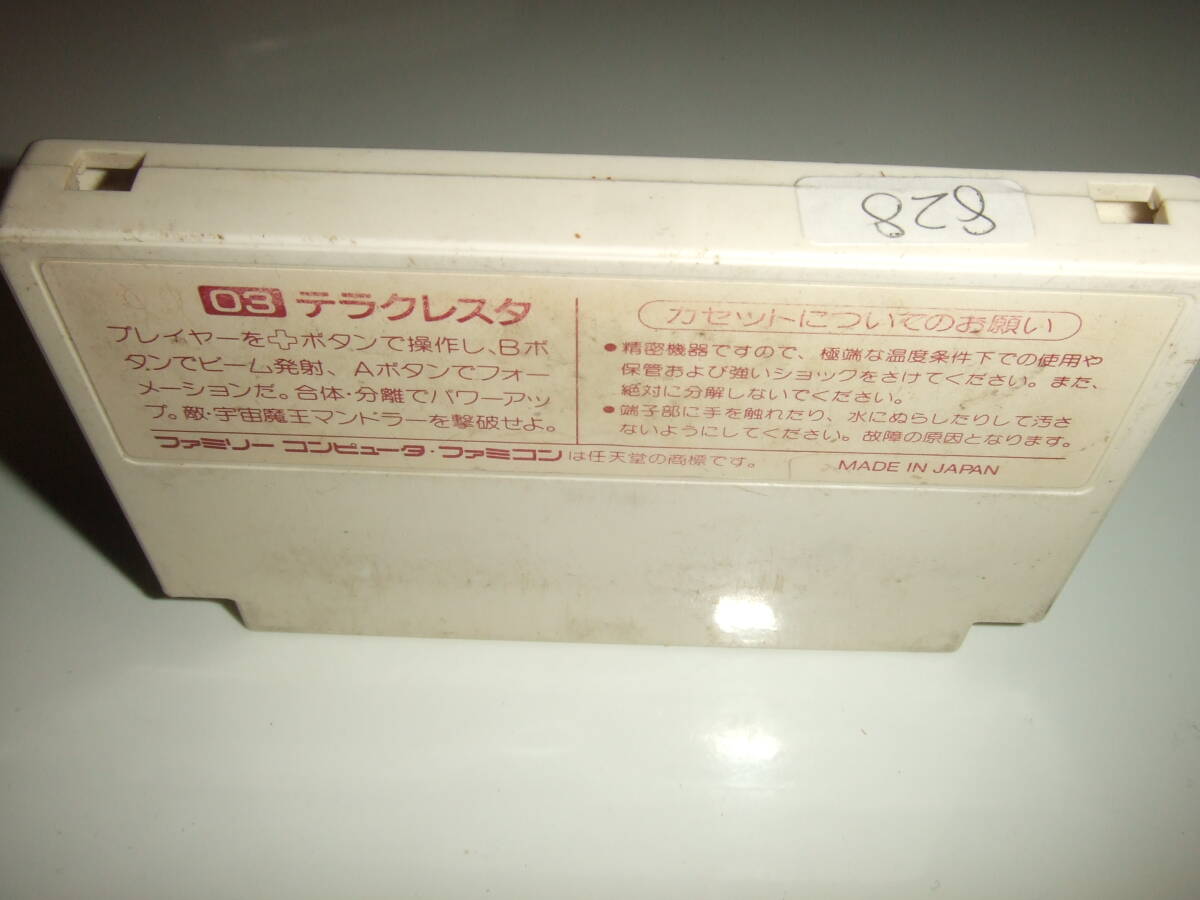 828
03 テラクレスタ
プレイヤーを✚ボタンで操作し、Bボ
タンでビーム発射、Aボタンでフォー
メーションだ。合体・分離でパワーアッ
プ。敵・宇宙魔王マンドラーを撃破せよ。
カセットについてのお願い
●精密機器ですので、極端な温度条件下での使用や
保管および強いショックをさけてください。また、
絶対に分解しないでください。
●端子部に手を触れたり、水にぬらしたりして汚さ
ないようにしてください。故障の原因となります。
ファミリー コンピュータ・ファミコンは任天堂の商標です。
MADE IN JAPAN